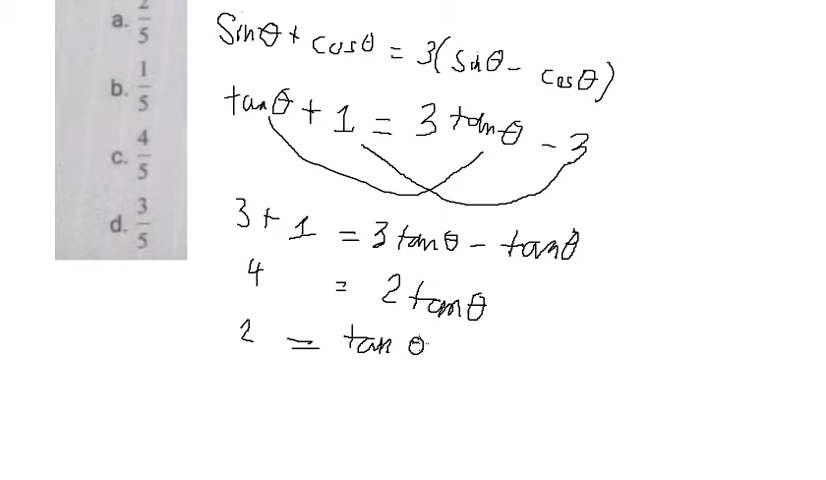 a. 2/5
b. 1/5
c. 4/5
d. 3/5
Sinθ + cosθ = 3(sinθ - cosθ)
tanθ + 1 = 3 tanθ - 3
3 + 1 = 3 tanθ - tanθ
4 = 2 tanθ
2 = tan θ